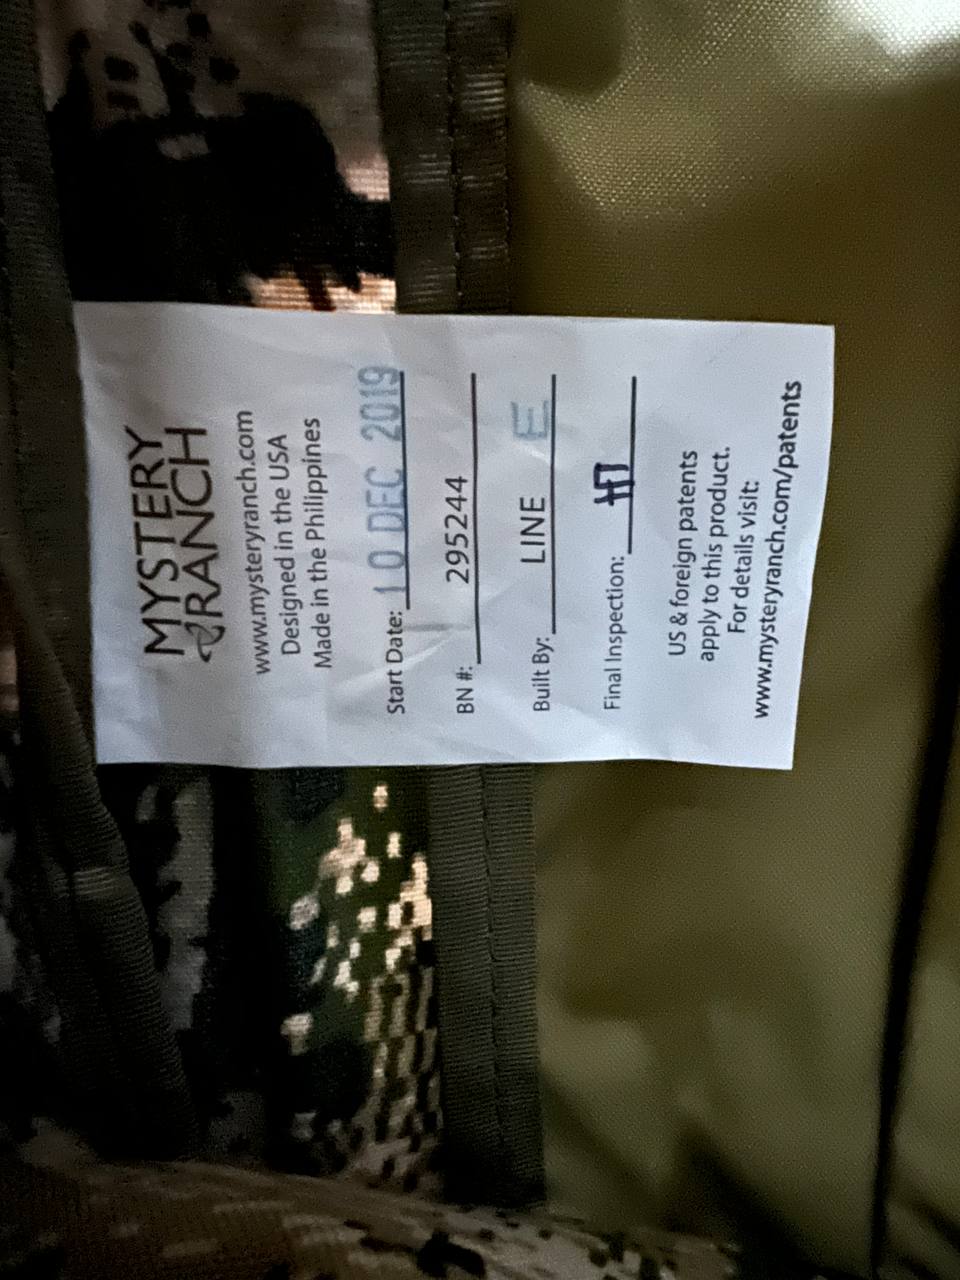 MYSTERY
RANCH
www.mysteryranch.com
Designed in the USA
Made in the Philippines
Start Date: 10 DEC 2019
BN #: 295244
Built By: LINE E
Final Inspection:
US & foreign patents
apply to this product.
For details visit:
www.mysteryranch.com/patents